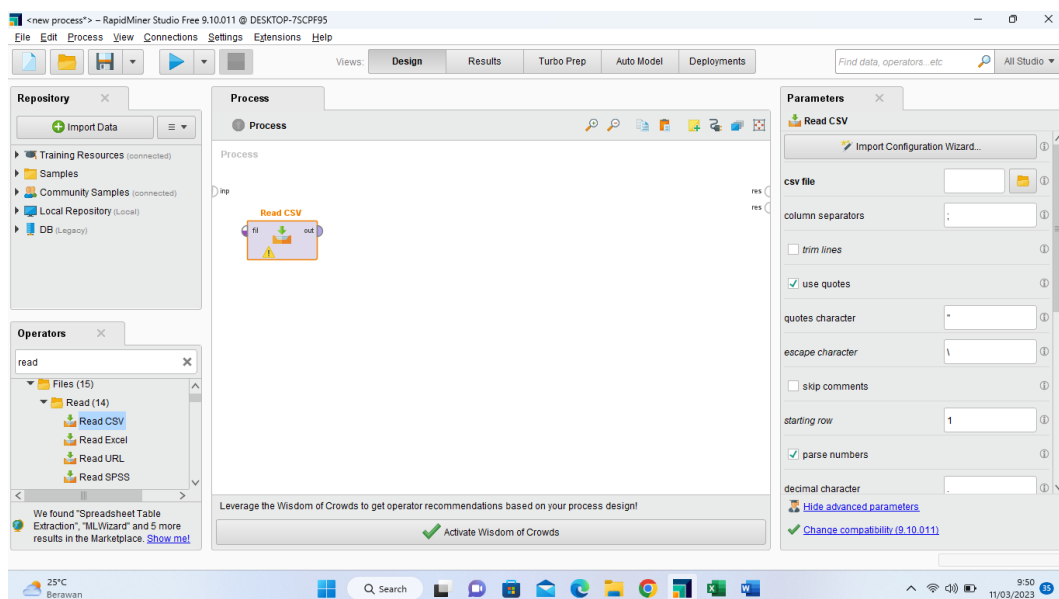 <new process*> – RapidMiner Studio Free 9.10.011 @ DESKTOP-7SCPF95
File Edit Process View Connections Settings Extensions Help
Views: Design Results Turbo Prep Auto Model Deployments
Find data, operators...etc
All Studio
Repository
Import Data
Training Resources (connected)
Samples
Community Samples (connected)
Local Repository (Local)
DB (Legacy)
Operators
read
Files (15)
Read (14)
Read CSV
Read Excel
Read URL
Read SPSS
We found "Spreadsheet Table
Extraction", "MLWizard" and 5 more
results in the Marketplace. Show me!
Process
Process
Process
inp
res
res
Read CSV
fil
out
Leverage the Wisdom of Crowds to get operator recommendations based on your process design!
Activate Wisdom of Crowds
Parameters
Read CSV
Import Configuration Wizard...
csv file
column separators ;
trim lines
use quotes
quotes character "
escape character \
skip comments
starting row 1
parse numbers
decimal character .
Hide advanced parameters
Change compatibility (9.10.011)
25°C
Berawan
Search
9:50
11/03/2023
35